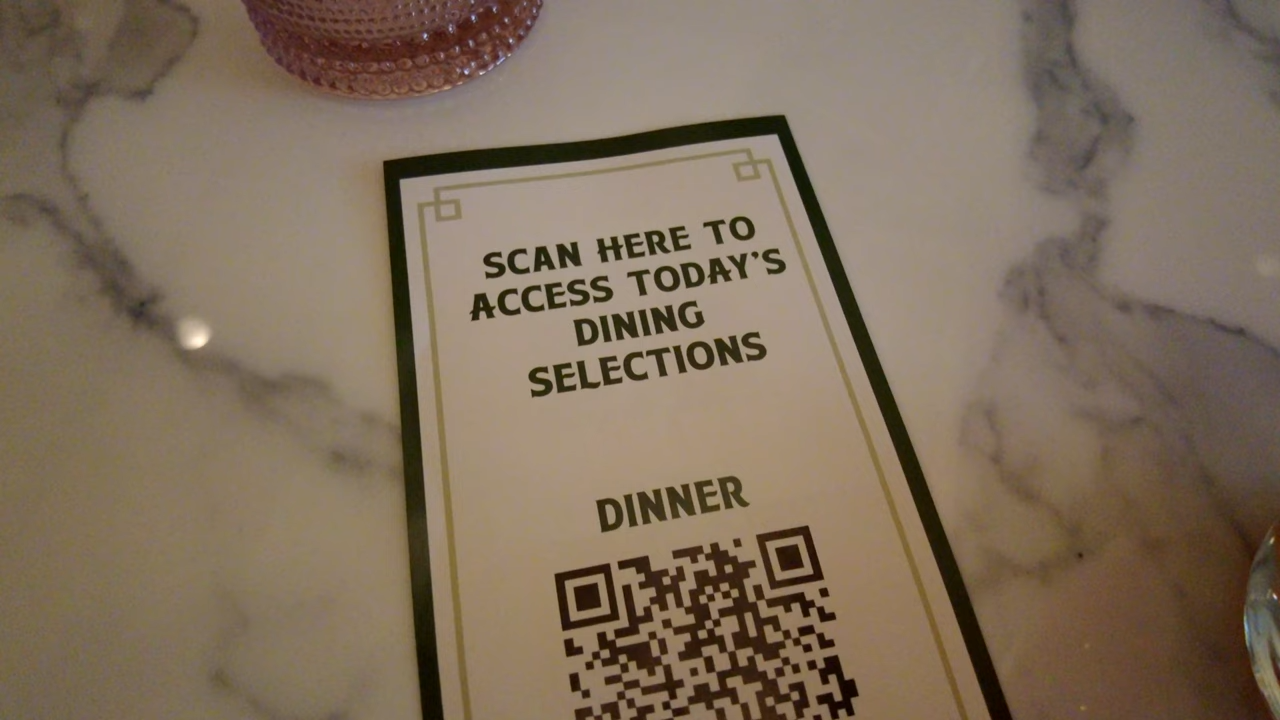 SCAN HERE TO
ACCESS TODAY'S
DINING
SELECTIONS
DINNER